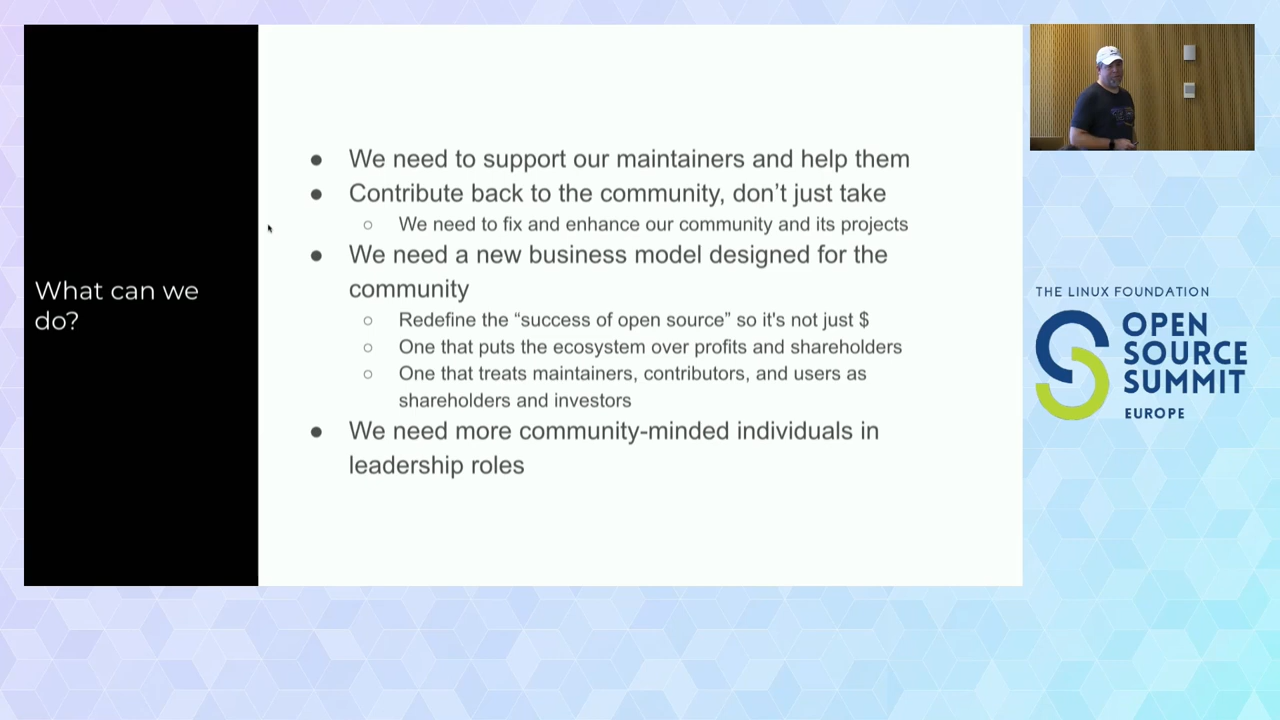 What can we
do?
● We need to support our maintainers and help them
● Contribute back to the community, don’t just take
○ We need to fix and enhance our community and its projects
● We need a new business model designed for the
community
○ Redefine the “success of open source” so it's not just $
○ One that puts the ecosystem over profits and shareholders
○ One that treats maintainers, contributors, and users as
shareholders and investors
● We need more community-minded individuals in
leadership roles
THE LINUX FOUNDATION
OPEN
SOURCE
SUMMIT
EUROPE